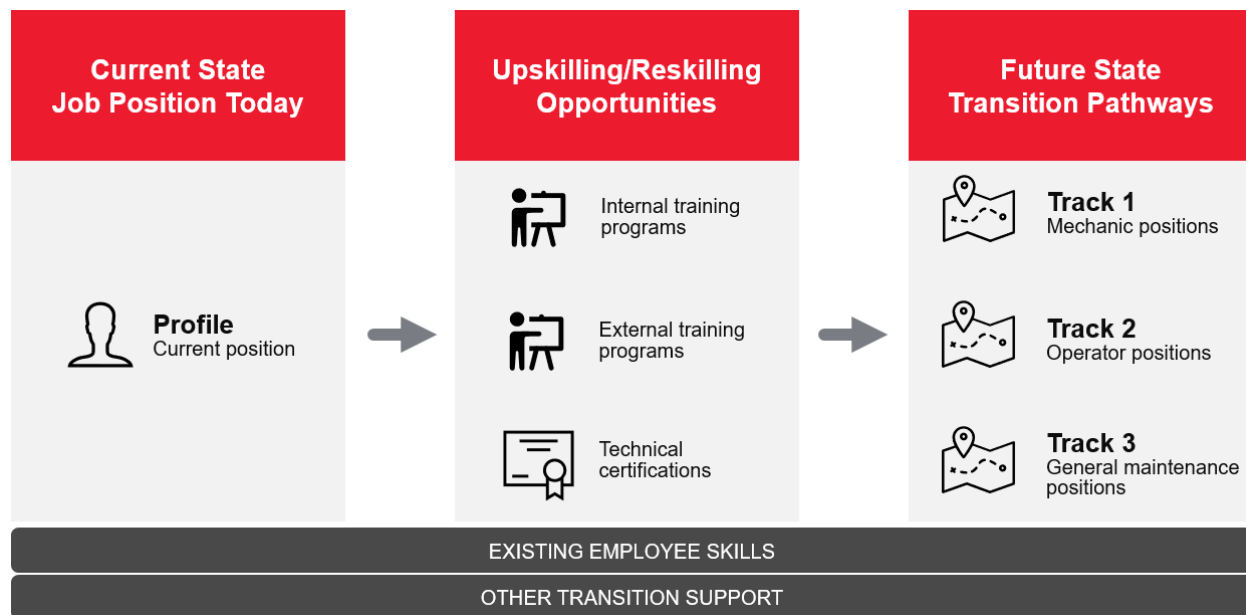 Current State
Job Position Today
Profile
Current position
Upskilling/Reskilling
Opportunities
Internal training
programs
External training
programs
Technical
certifications
Future State
Transition Pathways
Track 1
Mechanic positions
Track 2
Operator positions
Track 3
General maintenance
positions
EXISTING EMPLOYEE SKILLS
OTHER TRANSITION SUPPORT